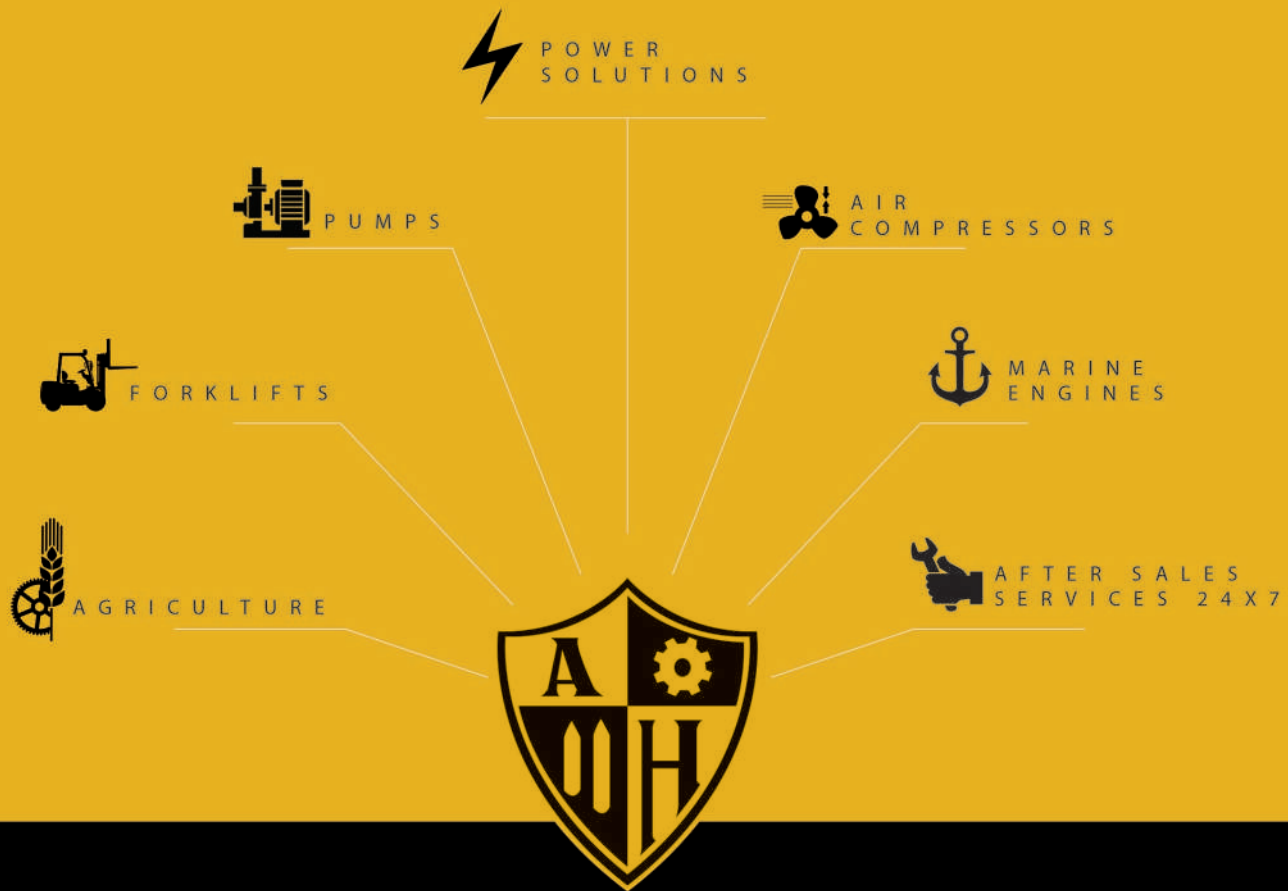 POWER
SOLUTIONS
PUMPS
AIR
COMPRESSORS
FORKLIFTS
MARINE
ENGINES
AGRICULTURE
AFTER SALES
SERVICES 24X7
A
H